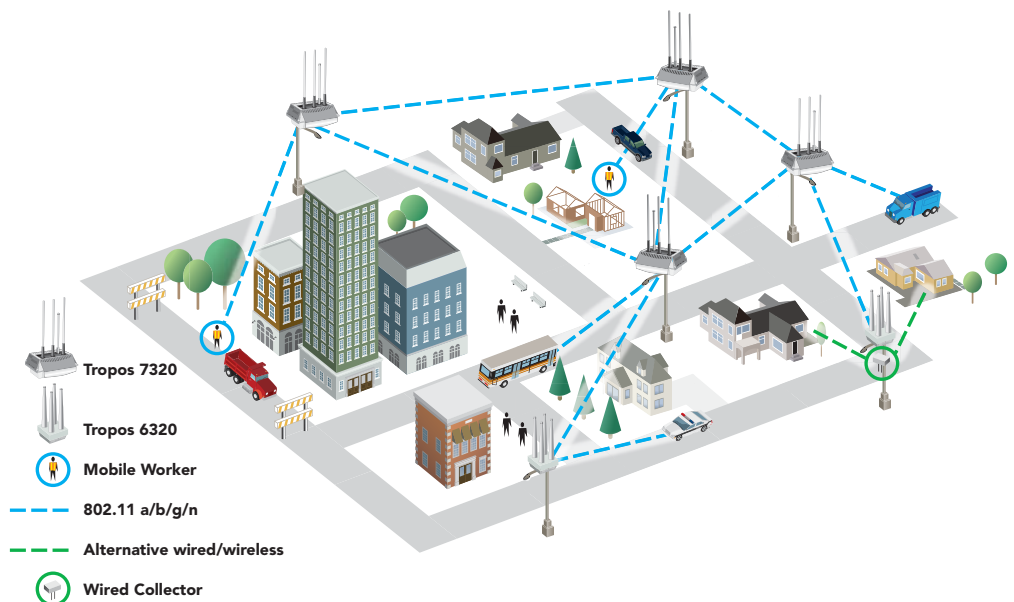 Tropos 7320
Tropos 6320
Mobile Worker
802.11 a/b/g/n
Alternative wired/wireless
Wired Collector